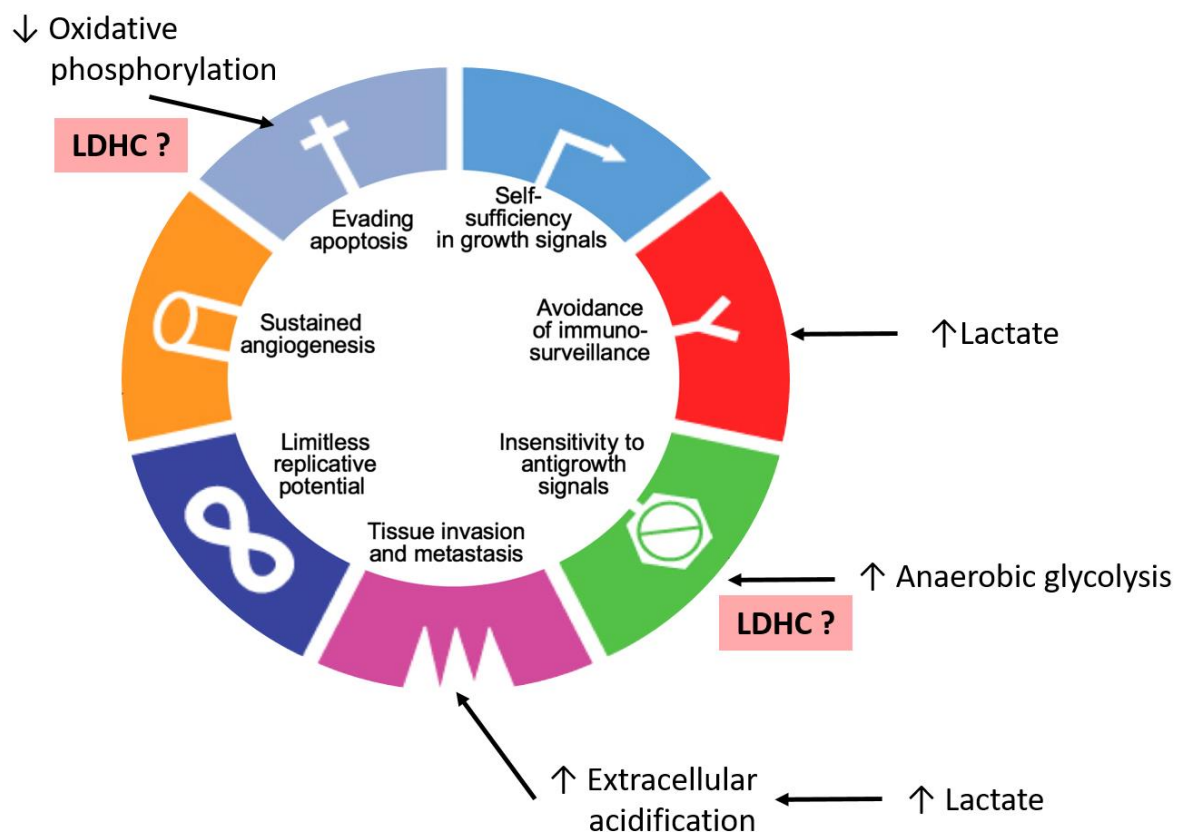 ↓ Oxidative
phosphorylation
LDHC ?
Evading
apoptosis
Self-
sufficiency
in growth signals
Sustained
angiogenesis
Avoidance
of immuno-
surveillance
↑Lactate
Limitless
replicative
potential
Insensitivity to
antigrowth
signals
Tissue invasion
and metastasis
↑ Anaerobic glycolysis
LDHC ?
↑ Extracellular
acidification
↑ Lactate